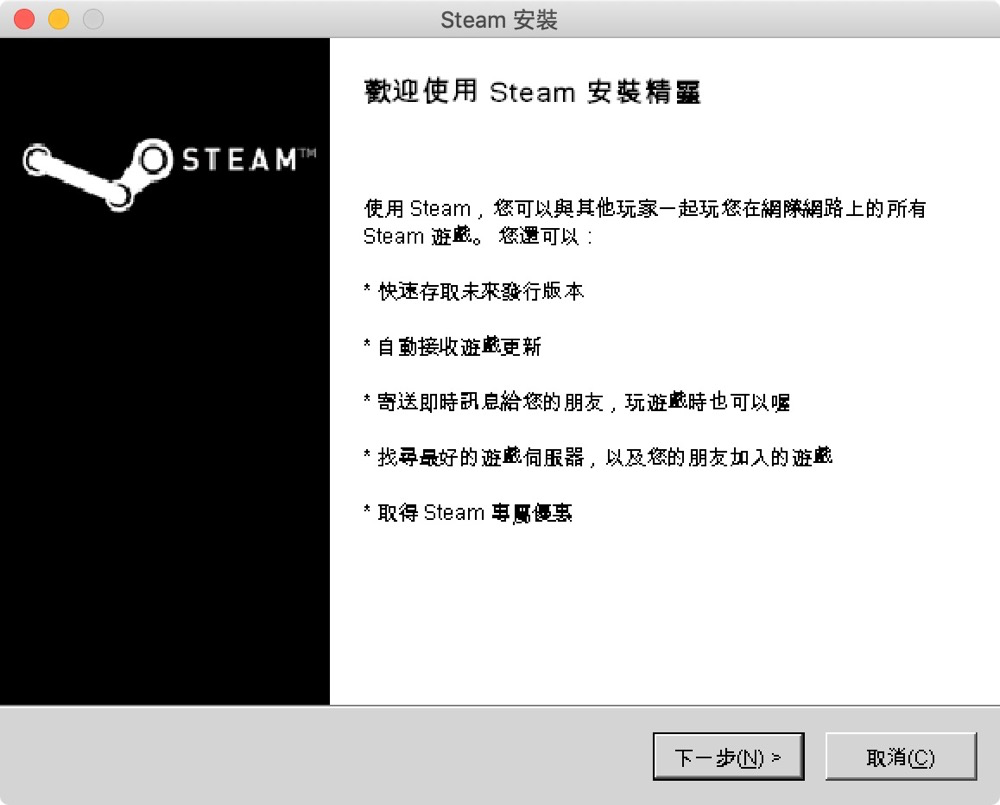 Steam 安裝
STEAM™
歡迎使用 Steam 安裝精靈
使用 Steam，您可以與其他玩家一起玩您在網際網路上的所有
Steam 遊戲。 您還可以：
* 快速存取未來發行版本
* 自動接收遊戲更新
* 寄送即時訊息給您的朋友，玩遊戲時也可以喔
* 找尋最好的遊戲伺服器，以及您的朋友加入的遊戲
* 取得 Steam 專屬優惠
下一步(N) >
取消(C)